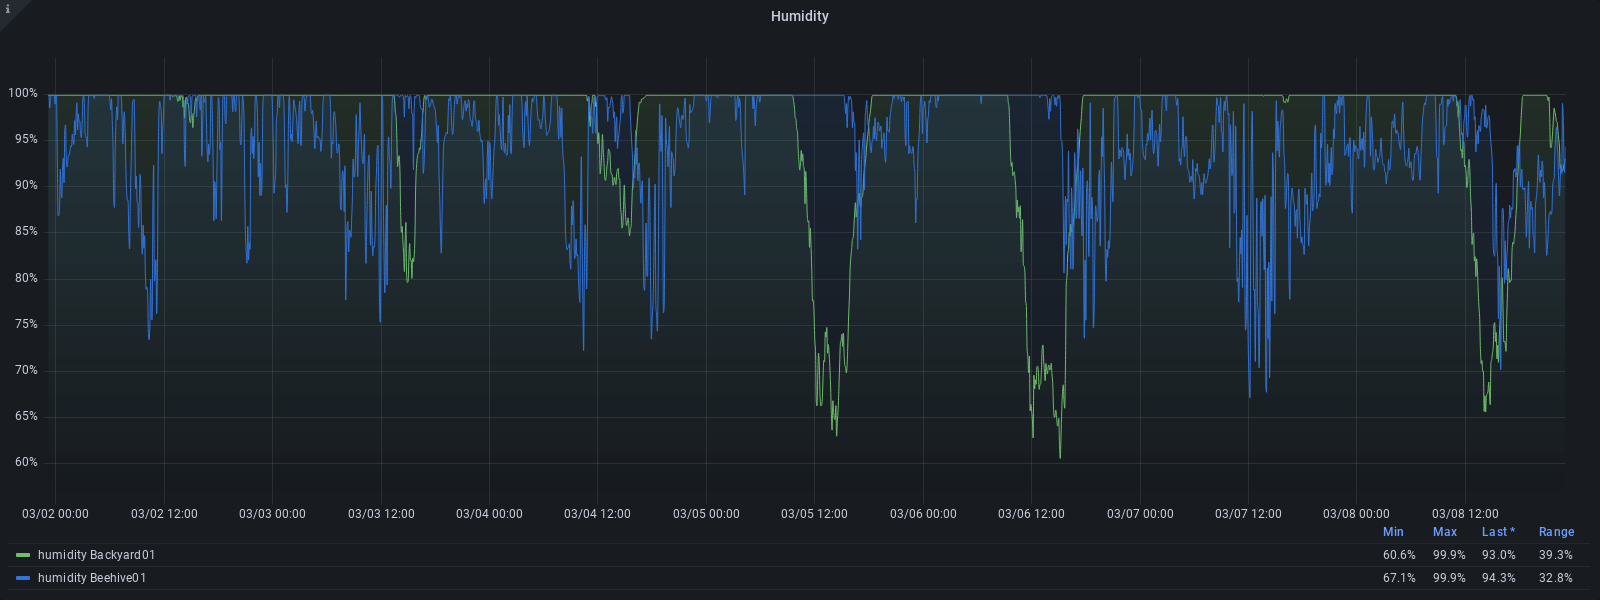 i
Humidity
100%
95%
90%
85%
80%
75%
70%
65%
60%
03/02 00:00 03/02 12:00 03/03 00:00 03/03 12:00 03/04 00:00 03/04 12:00 03/05 00:00 03/05 12:00 03/06 00:00 03/06 12:00 03/07 00:00 03/07 12:00 03/08 00:00 03/08 12:00
Min Max Last * Range
humidity Backyard01 60.6% 99.9% 93.0% 39.3%
humidity Beehive01 67.1% 99.9% 94.3% 32.8%